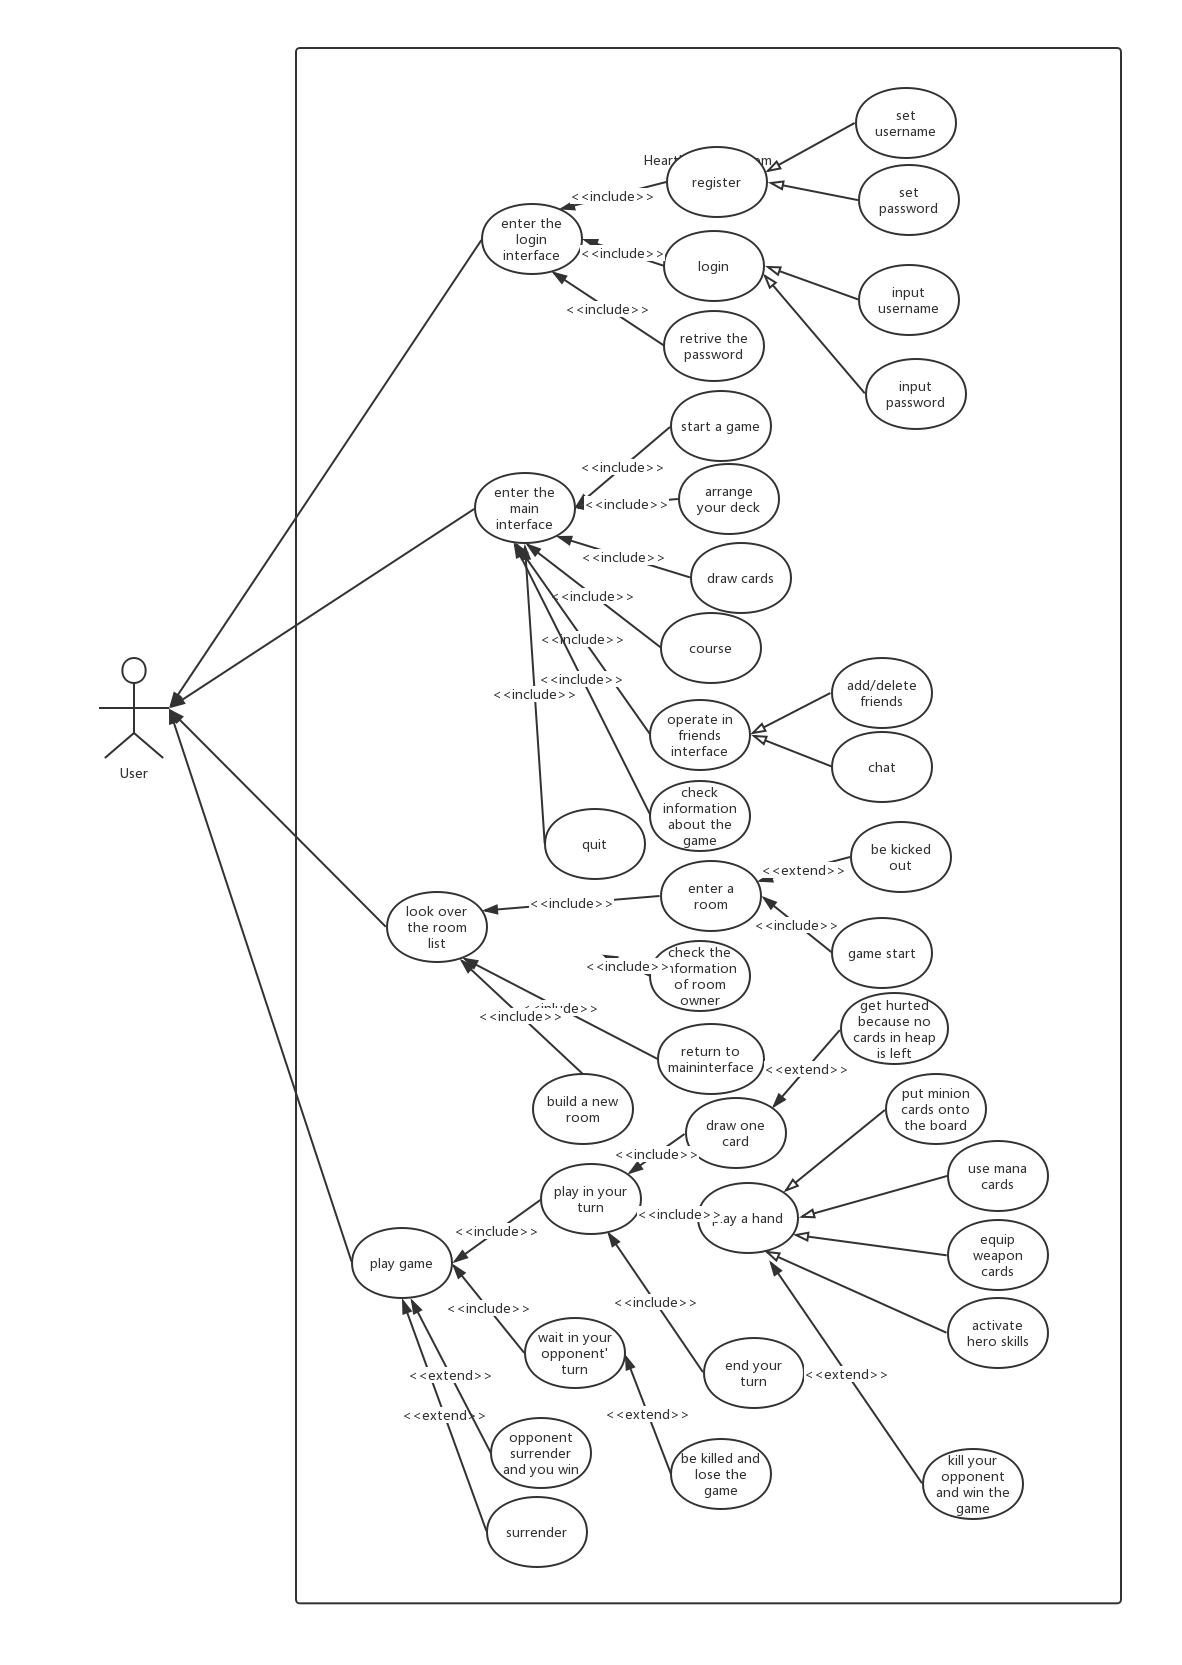 set
username
register
set
password
<<include>>
enter the
login
interface
<<include>>
login
input
username
<<include>>
retrive the
password
input
password
start a game
<<include>>
enter the
main
interface
<<include>>
arrange
your deck
<<include>>
draw cards
<<include>>
course
<<include>>
<<include>>
<<include>>
operate in
friends
interface
add/delete
friends
chat
User
check
information
about the
game
quit
be kicked
out
<<extend>>
enter a
room
<<include>>
look over
the room
list
<<include>>
game start
check the
information
of room
owner
<<include>>
<<include>>
<<include>>
get hurted
because no
cards in heap
is left
return to
maininterface
<<extend>>
build a new
room
put minion
cards onto
the board
draw one
card
<<include>>
use mana
cards
play in your
turn
<<include>>
play a hand
<<include>>
equip
weapon
cards
play game
<<include>>
<<include>>
activate
hero skills
wait in your
opponent'
turn
end your
turn
<<extend>>
<<extend>>
<<extend>>
<<extend>>
opponent
surrender
and you win
be killed and
lose the
game
kill your
opponent
and win the
game
surrender